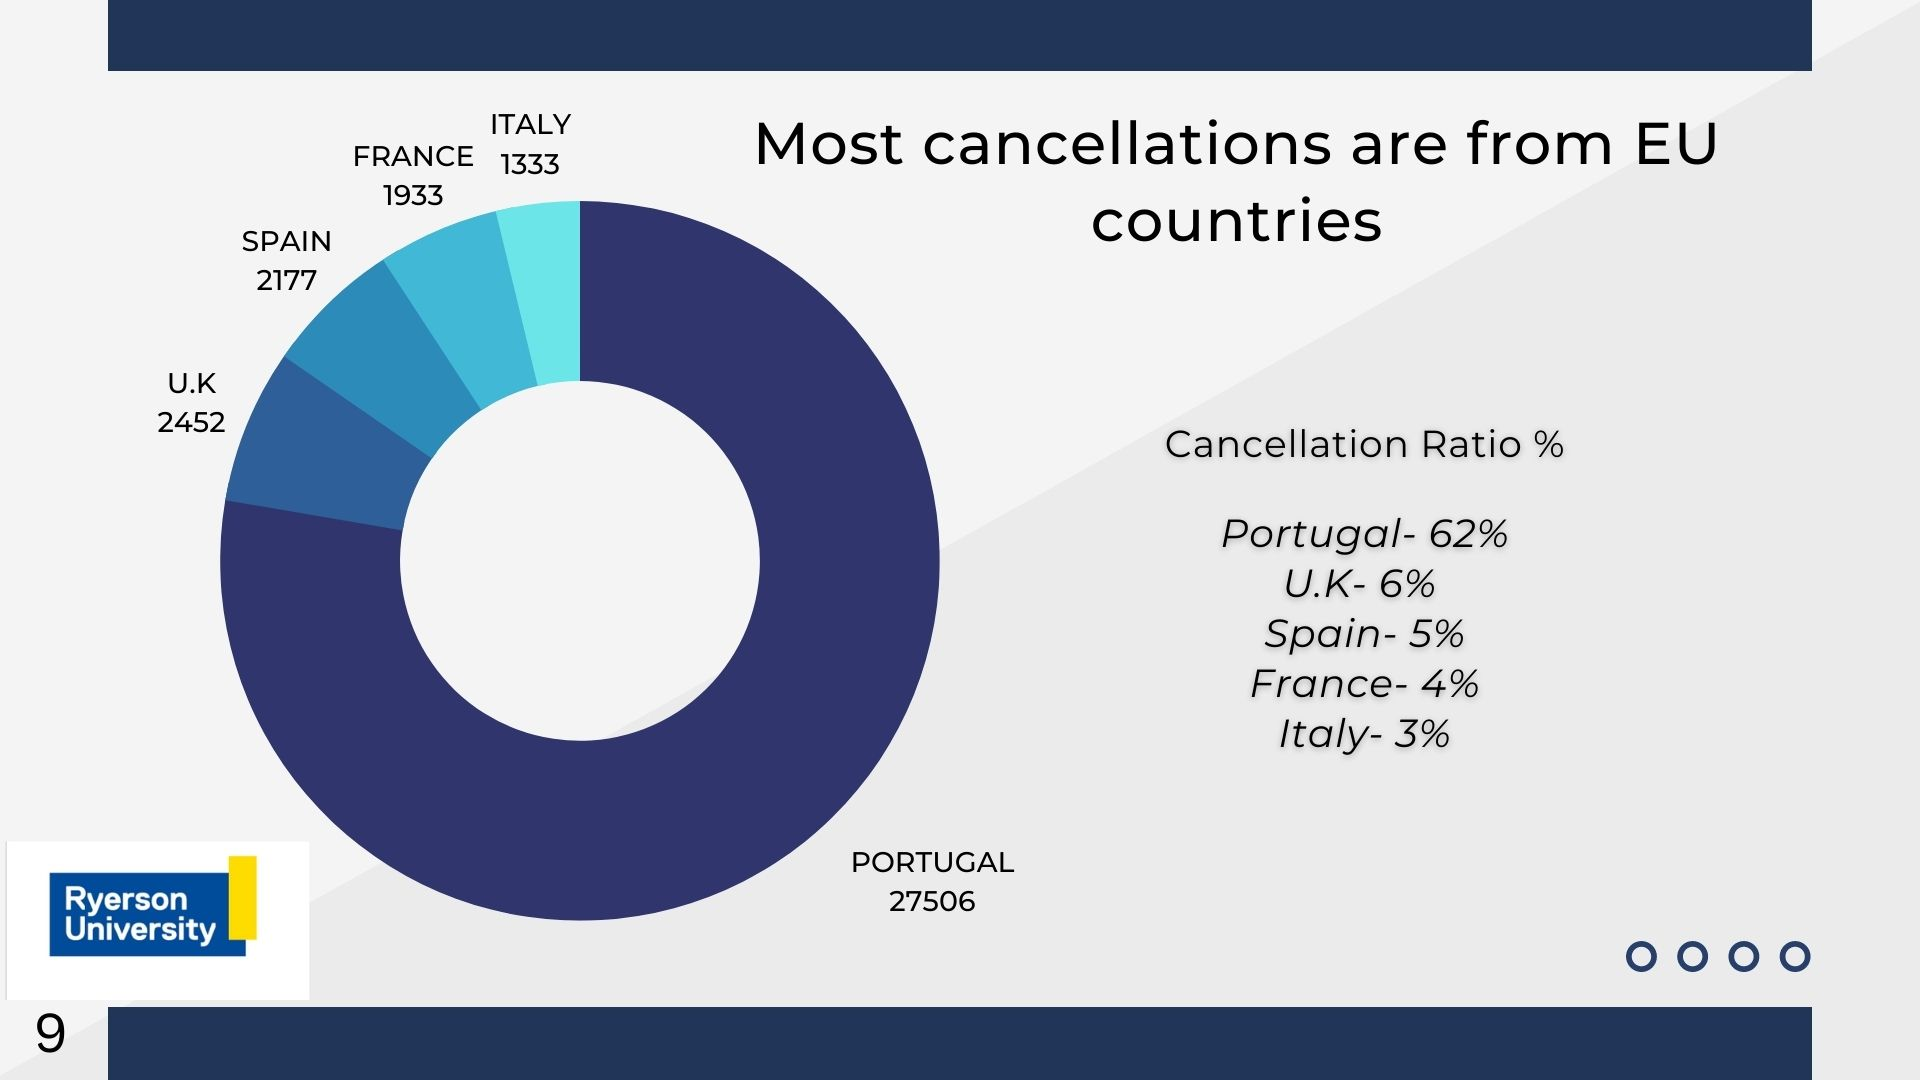 Most cancellations are from EU
countries
ITALY
1333
FRANCE
1933
SPAIN
2177
U.K
2452
PORTUGAL
27506
Cancellation Ratio %
Portugal- 62%
U.K- 6%
Spain- 5%
France- 4%
Italy- 3%
Ryerson
University
9